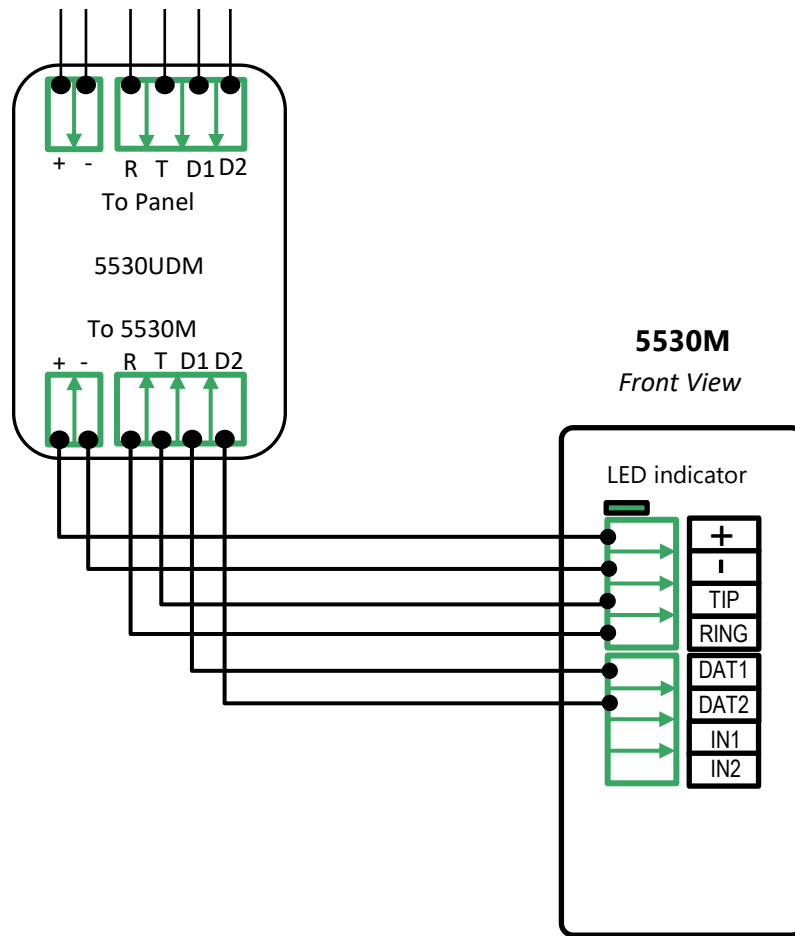 + - R T D1 D2
To Panel
5530UDM
To 5530M
+ - R T D1 D2
5530M
Front View
LED indicator
+
-
TIP
RING
DAT1
DAT2
IN1
IN2